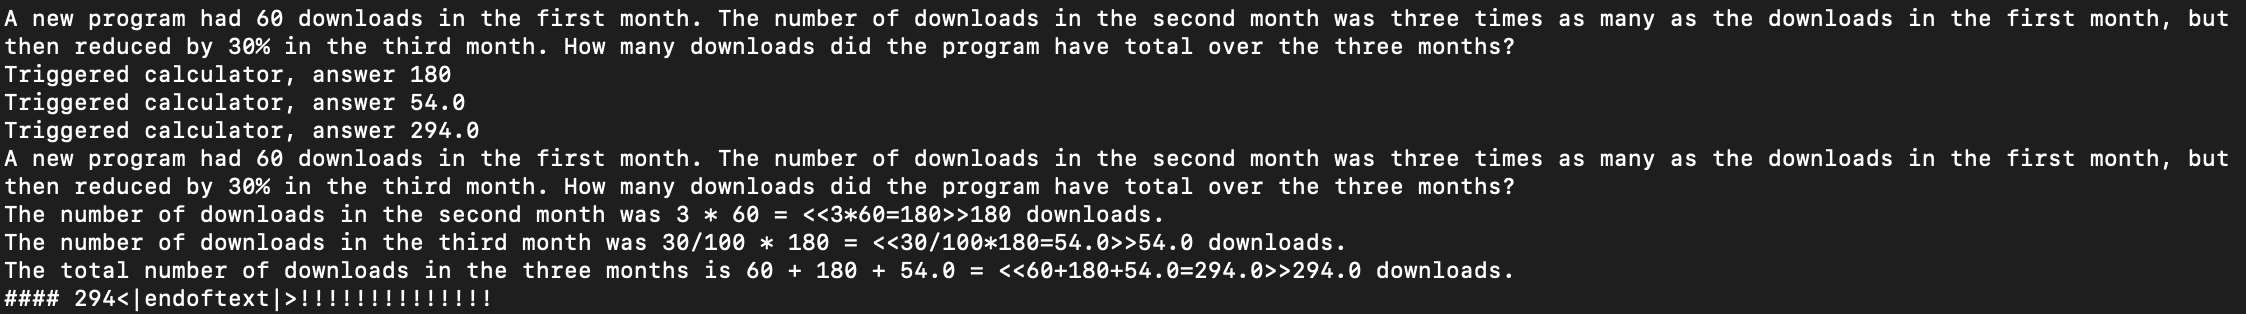 A new program had 60 downloads in the first month. The number of downloads in the second month was three times as many as the downloads in the first month, but
then reduced by 30% in the third month. How many downloads did the program have total over the three months?
Triggered calculator, answer 180
Triggered calculator, answer 54.0
Triggered calculator, answer 294.0
A new program had 60 downloads in the first month. The number of downloads in the second month was three times as many as the downloads in the first month, but
then reduced by 30% in the third month. How many downloads did the program have total over the three months?
The number of downloads in the second month was 3 * 60 = <<3*60=180>>180 downloads.
The number of downloads in the third month was 30/100 * 180 = <<30/100*180=54.0>>54.0 downloads.
The total number of downloads in the three months is 60 + 180 + 54.0 = <<60+180+54.0=294.0>>294.0 downloads.
#### 294<|endoftext|>!!!!!!!!!!!!!!